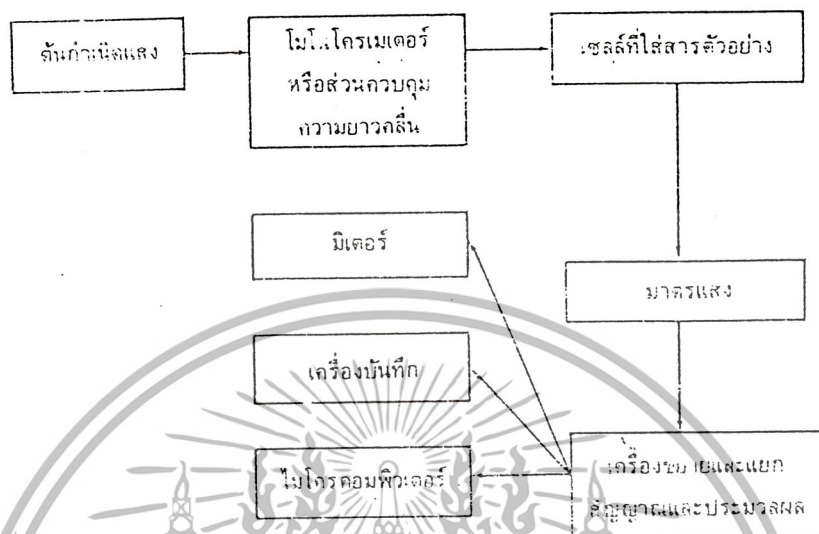 ต้นกำเนิดแสง
โมโนโครเมเตอร์
หรือส่วนควบคุม
ความยาวคลื่น
เซลล์ที่ใส่สารตัวอย่าง
มิเตอร์
มาตรแสง
เครื่องบันทึก
ไมโครคอมพิวเตอร์
เครื่องขยายและแยก
สัญญาณและประมวลผล